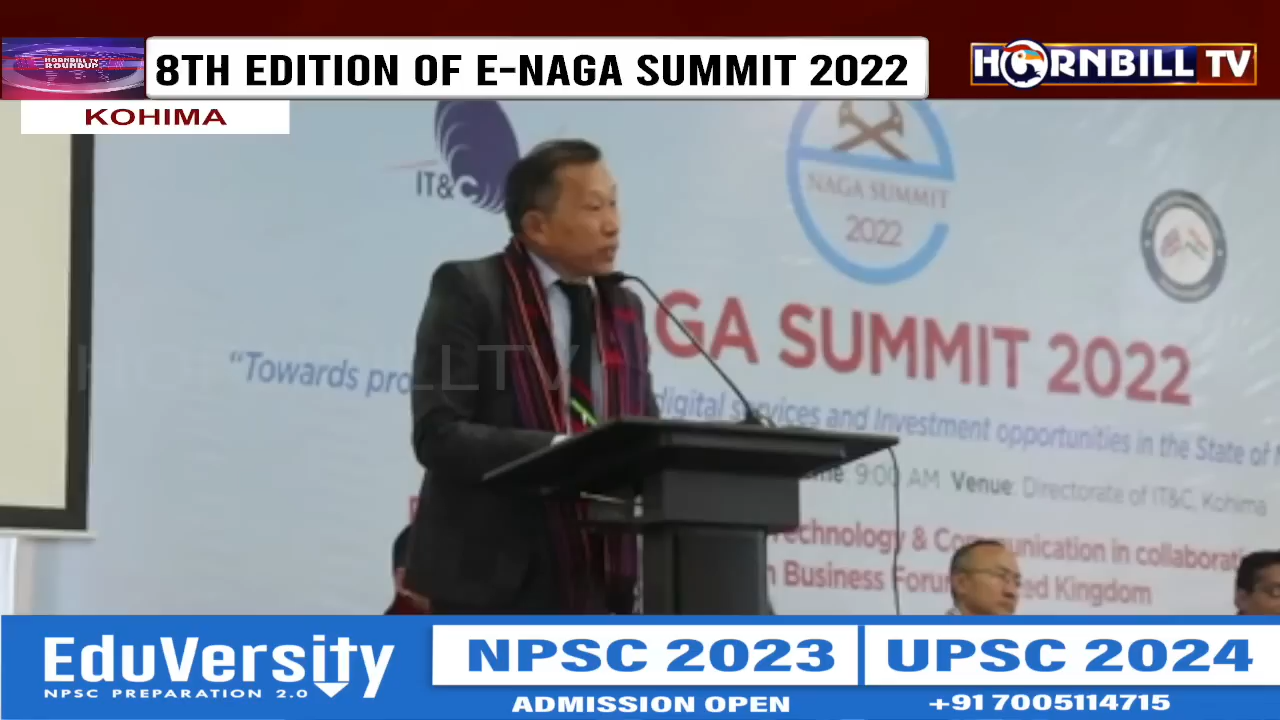 HORNBILL TV
ROUNDUP
8TH EDITION OF E-NAGA SUMMIT 2022
HORNBILL TV
KOHIMA
IT&C
NAGA SUMMIT
2022
GA SUMMIT 2022
HORNBILLTV
“Towards pro
digital services and Investment opportunities in the State of
9:00 AM Venue: Directorate of IT&C, Kohima
echnology & Communication in collaborati
n Business Forum
ed Kingdom
EduVersity
NPSC PREPARATION 2.0
NPSC 2023
UPSC 2024
ADMISSION OPEN
+91 7005114715